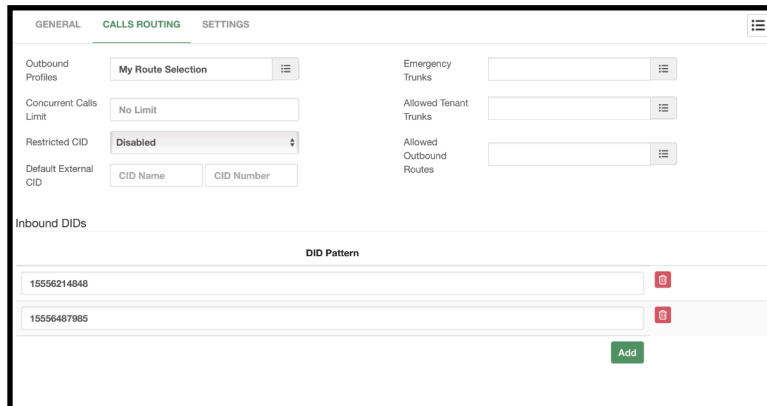 GENERAL CALLS ROUTING SETTINGS
Outbound
Profiles
My Route Selection
Emergency
Trunks
Concurrent Calls
Limit
No Limit
Allowed Tenant
Trunks
Restricted CID
Disabled
Allowed
Outbound
Routes
Default External
CID
CID Name
CID Number
Inbound DIDs
DID Pattern
15556214848
15556487985
Add